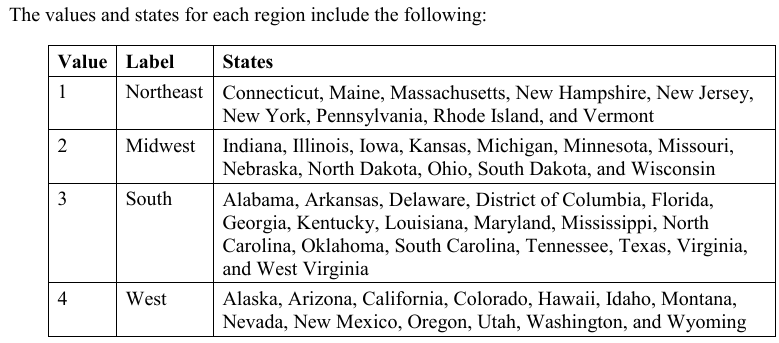 The values and states for each region include the following:
Value Label States
1 Northeast Connecticut, Maine, Massachusetts, New Hampshire, New Jersey,
New York, Pennsylvania, Rhode Island, and Vermont
2 Midwest Indiana, Illinois, Iowa, Kansas, Michigan, Minnesota, Missouri,
Nebraska, North Dakota, Ohio, South Dakota, and Wisconsin
3 South Alabama, Arkansas, Delaware, District of Columbia, Florida,
Georgia, Kentucky, Louisiana, Maryland, Mississippi, North
Carolina, Oklahoma, South Carolina, Tennessee, Texas, Virginia,
and West Virginia
4 West Alaska, Arizona, California, Colorado, Hawaii, Idaho, Montana,
Nevada, New Mexico, Oregon, Utah, Washington, and Wyoming